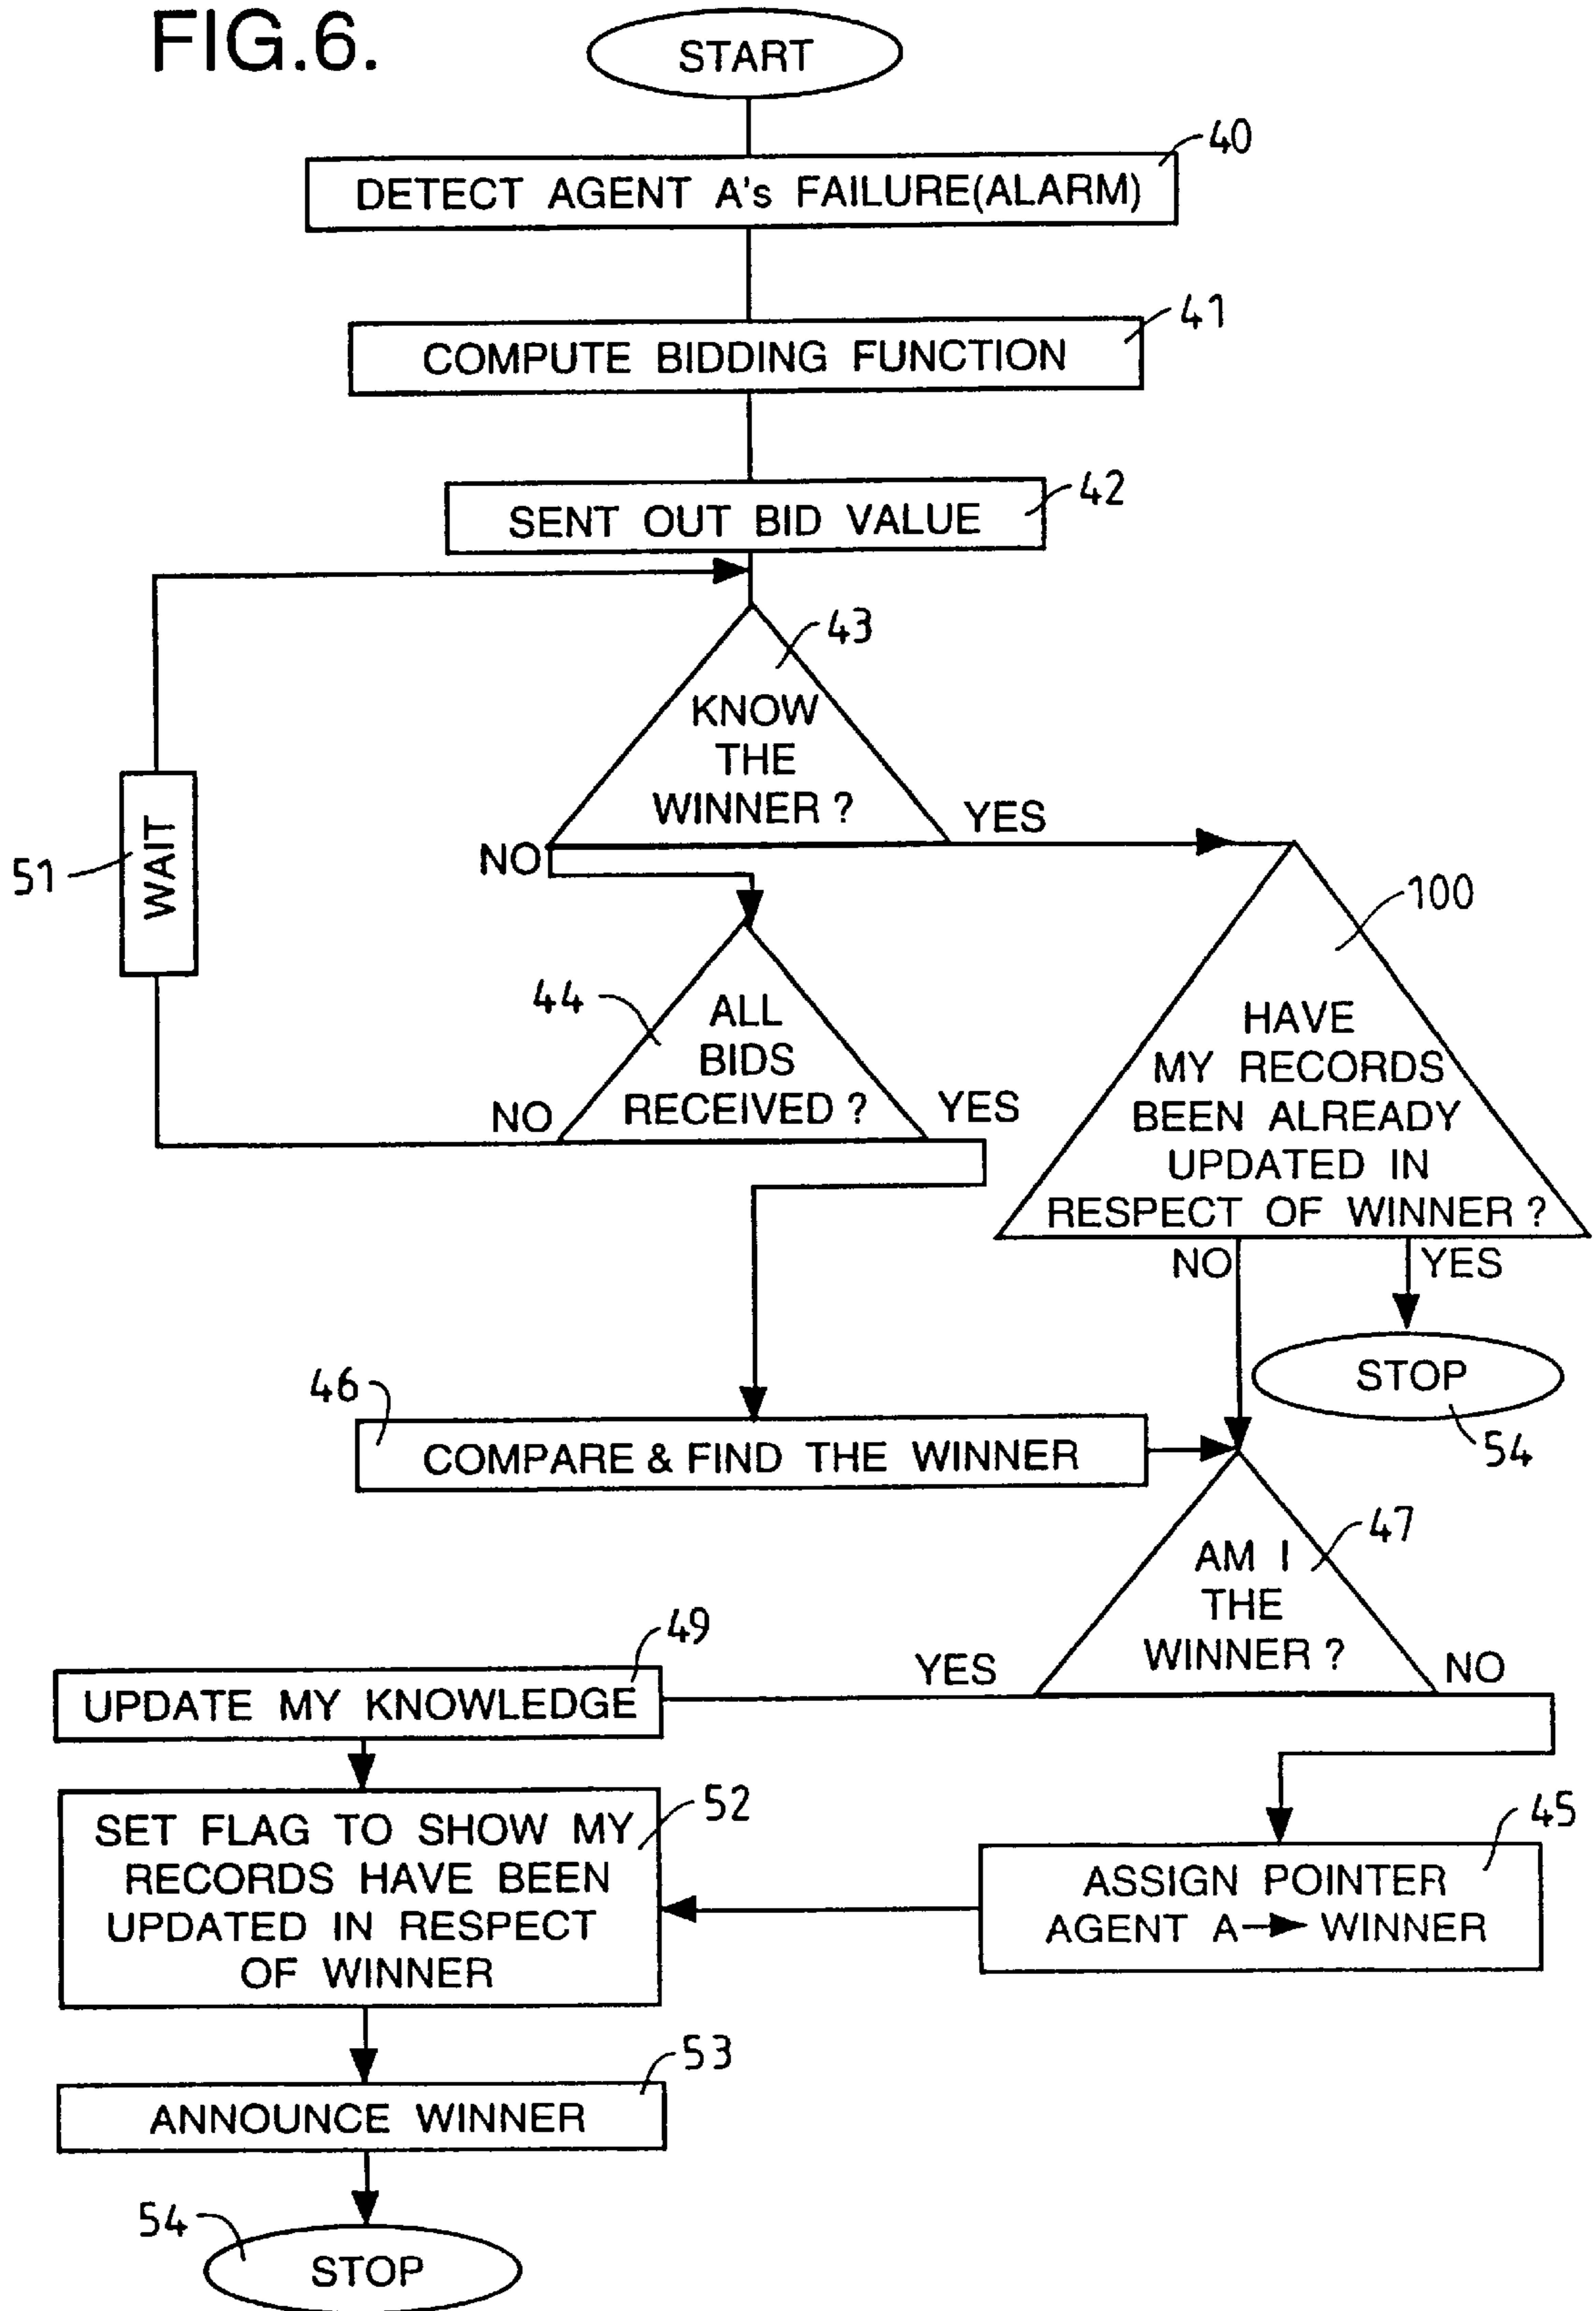 FIG.6.
START
40
DETECT AGENT A's FAILURE(ALARM)
41
COMPUTE BIDDING FUNCTION
42
SENT OUT BID VALUE
43
KNOW
THE
WINNER ?
YES
NO
51
WAIT
100
44
ALL
BIDS
RECEIVED ?
NO
YES
HAVE
MY RECORDS
BEEN ALREADY
UPDATED IN
RESPECT OF WINNER ?
NO
YES
STOP
54
46
COMPARE & FIND THE WINNER
47
AM I
THE
WINNER ?
YES
NO
49
UPDATE MY KNOWLEDGE
52
SET FLAG TO SHOW MY
RECORDS HAVE BEEN
UPDATED IN RESPECT
OF WINNER
45
ASSIGN POINTER
AGENT A → WINNER
53
ANNOUNCE WINNER
54
STOP